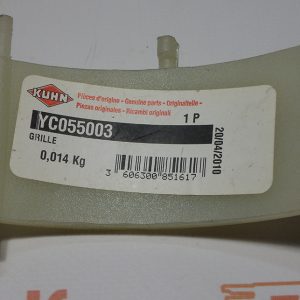 KUHN
Pièces d'origine - Genuine parts - Originalteile -
Piezas originales - Ricambi originali
YC055003
1 P
GRILLE
0,014 Kg
20/04/2010
3 606300 851617